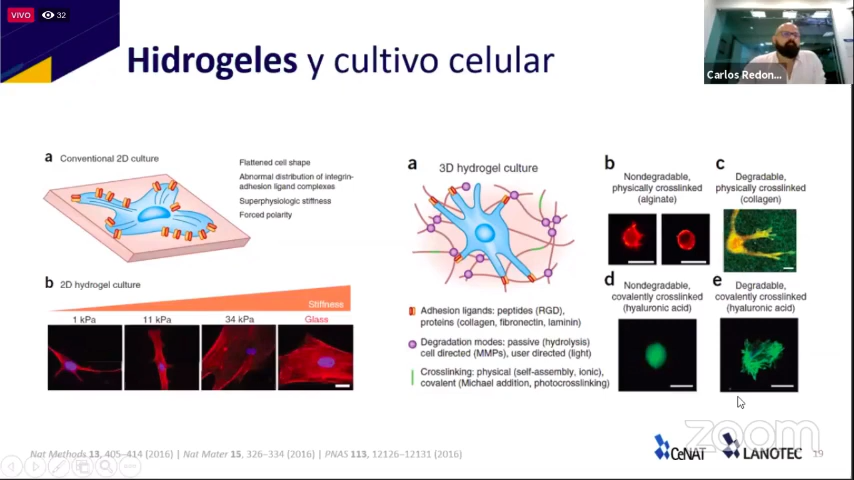 VIVO
32
Hidrogeles y cultivo celular
Carlos Redon...
a Conventional 2D culture
Flattened cell shape
Abnormal distribution of integrin-
adhesion ligand complexes
Superphysiologic stiffness
Forced polarity
b 2D hydrogel culture
Stiffness
1 kPa 11 kPa 34 kPa Glass
a 3D hydrogel culture
Adhesion ligands: peptides (RGD),
proteins (collagen, fibronectin, laminin)
Degradation modes: passive (hydrolysis)
cell directed (MMPs), user directed (light)
Crosslinking: physical (self-assembly, ionic),
covalent (Michael addition, photocrosslinking)
b Nondegradable,
physically crosslinked
(alginate)
c Degradable,
physically crosslinked
(collagen)
d Nondegradable,
covalently crosslinked
(hyaluronic acid)
e Degradable,
covalently crosslinked
(hyaluronic acid)
zoom
Nat Methods 13, 405–414 (2016) | Nat Mater 15, 326–334 (2016) | PNAS 113, 12126–12131 (2016)
CeNAT
LANOTEC
19